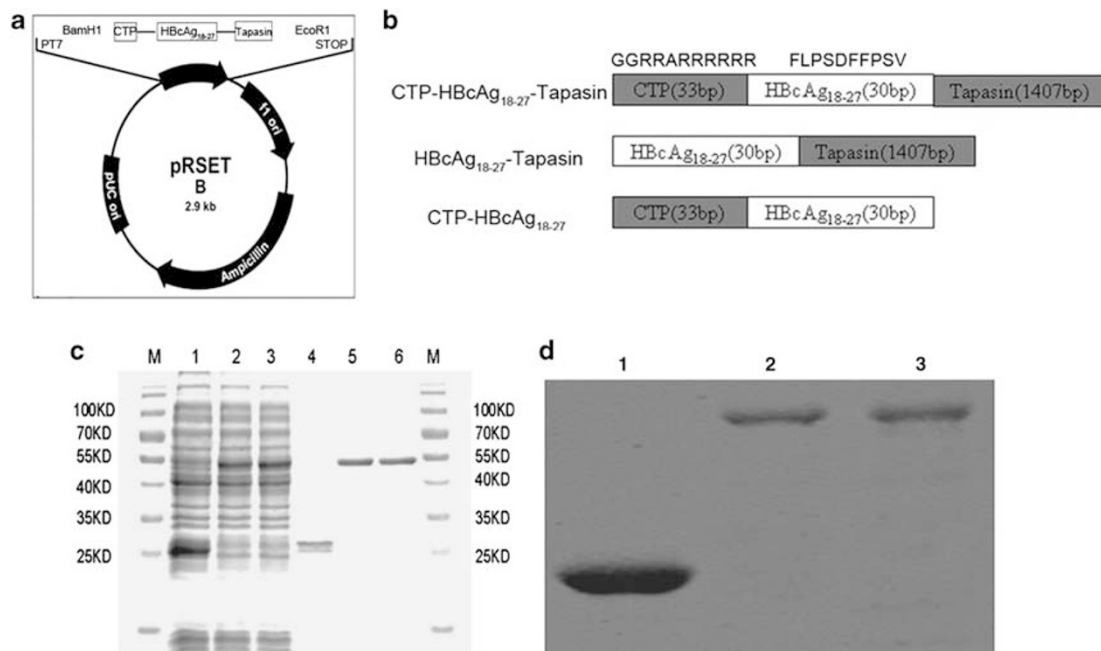 a
BamH1 CTP HBcAg18-27 Tapasin EcoR1
PT7 STOP
f1 ori
pUC ori
pRSET
B
2.9 kb
Ampicillin
b
GGRRARRRRRR FLPSDFFPSV
CTP-HBcAg18-27-Tapasin CTP(33bp) HBcAg18-27(30bp) Tapasin(1407bp)
HBcAg18-27-Tapasin HBcAg18-27(30bp) Tapasin(1407bp)
CTP-HBcAg18-27 CTP(33bp) HBcAg18-27(30bp)
c
M 1 2 3 4 5 6 M
100KD 100KD
70KD 70KD
55KD 55KD
40KD 40KD
35KD 35KD
25KD 25KD
d
1 2 3